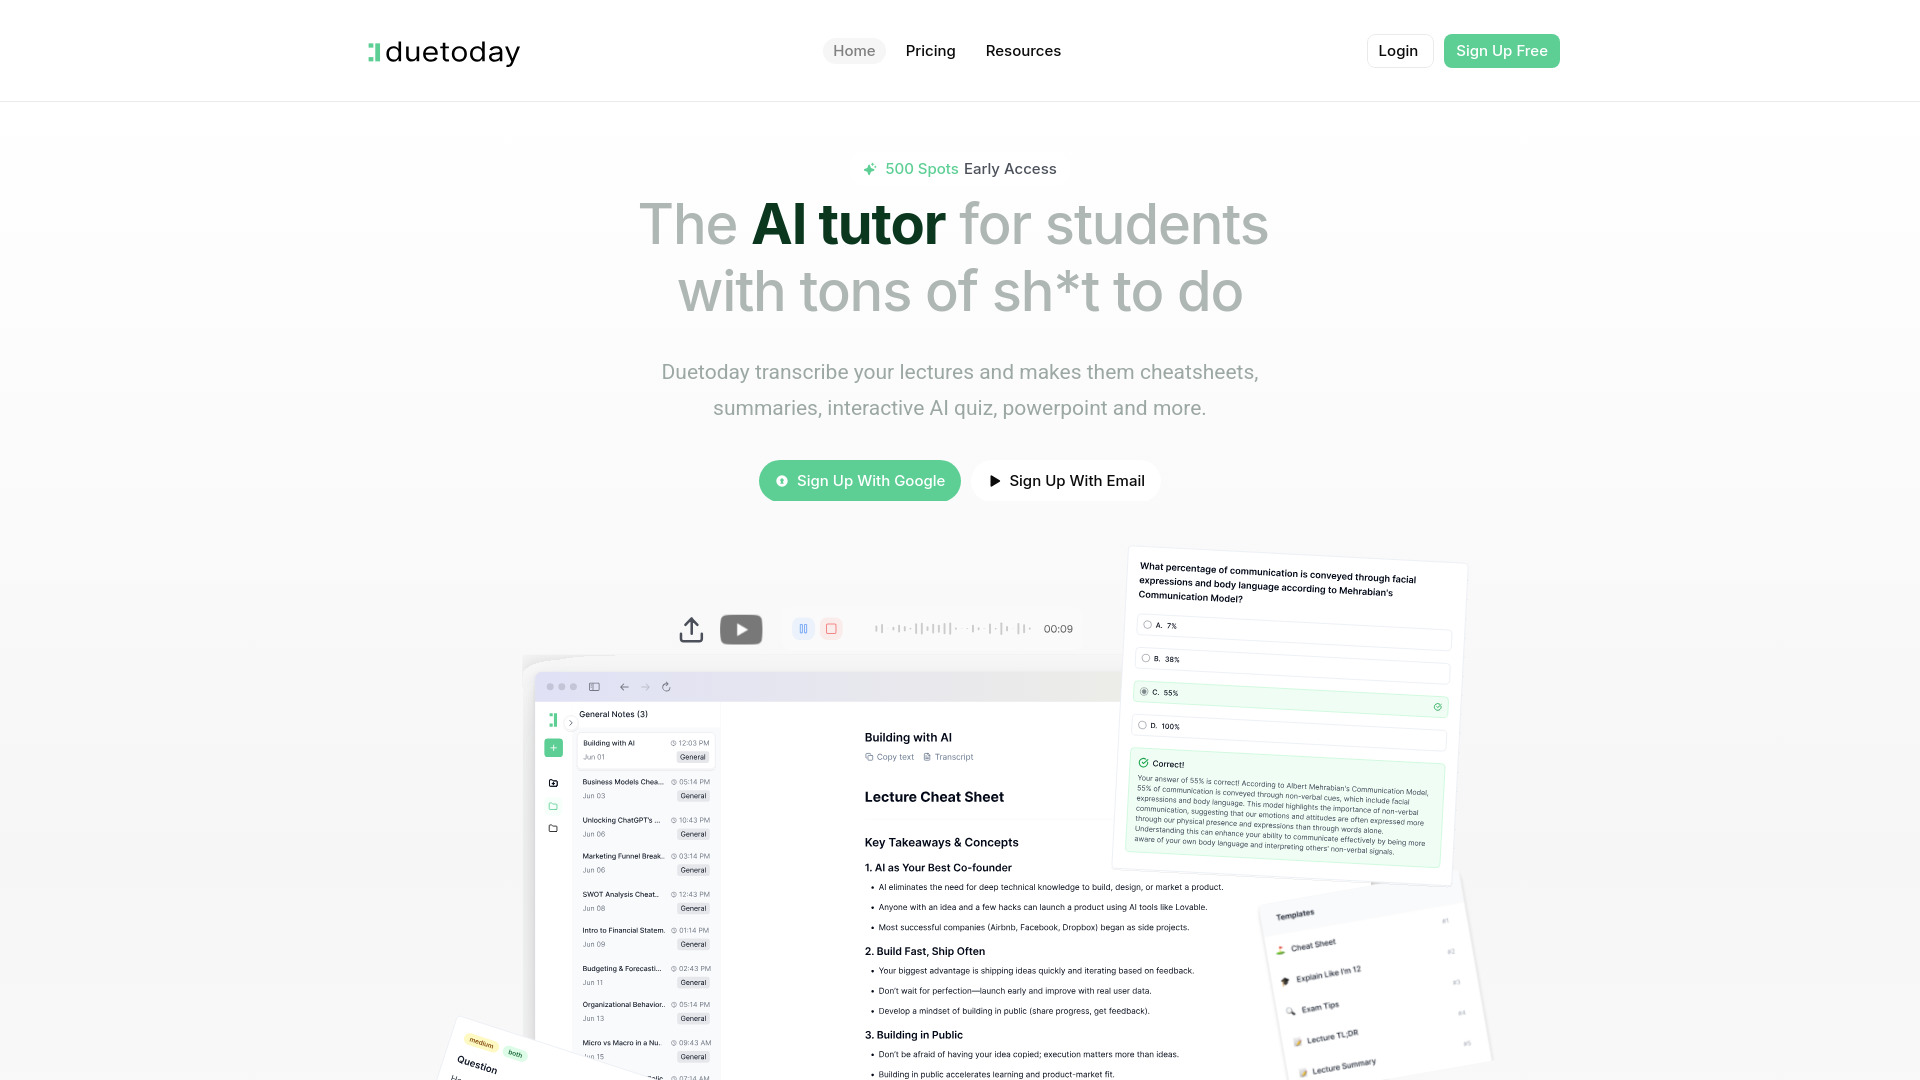 duetoday
Home
Pricing
Resources
Login
Sign Up Free
500 Spots Early Access
The AI tutor for students
with tons of sh*t to do
Duetoday transcribe your lectures and makes them cheatsheets,
summaries, interactive AI quiz, powerpoint and more.
Sign Up With Google
Sign Up With Email
00:09
What percentage of communication is conveyed through facial
expressions and body language according to Mehrabian's
Communication Model?
A. 7%
B. 38%
C. 55%
D. 100%
Correct!
Your answer of 55% is correct! According to Albert Mehrabian's Communication Model,
55% of communication is conveyed through non-verbal cues, which include facial
expressions and body language. This model highlights the importance of non-verbal
communication, suggesting that our emotions and attitudes are often expressed more
through our physical presence and expressions than through words alone.
Understanding this can enhance your ability to communicate effectively by being more
aware of your own body language and interpreting others' non-verbal signals.
General Notes (3)
Building with AI
12:03 PM
Jun 01
General
Business Models Chea...
05:14 PM
Jun 03
General
Unlocking ChatGPT's ...
10:43 PM
Jun 06
General
Marketing Funnel Break..
03:14 PM
Jun 06
General
SWOT Analysis Cheat..
12:43 PM
Jun 08
General
Intro to Financial Statem.
01:14 PM
Jun 09
General
Budgeting & Forecasti...
02:43 PM
Jun 11
General
Organizational Behavior..
05:14 PM
Jun 13
General
Micro vs Macro in a Nu.
09:43 AM
15
General
07:14 AM
Building with AI
Copy text
Transcript
Lecture Cheat Sheet
Key Takeaways & Concepts
1. AI as Your Best Co-founder
• AI eliminates the need for deep technical knowledge to build, design, or market a product.
• Anyone with an idea and a few hacks can launch a product using AI tools like Lovable.
• Most successful companies (Airbnb, Facebook, Dropbox) began as side projects.
2. Build Fast, Ship Often
• Your biggest advantage is shipping ideas quickly and iterating based on feedback.
• Don't wait for perfection—launch early and improve with real user data.
• Develop a mindset of building in public (share progress, get feedback).
3. Building in Public
• Don't be afraid of having your idea copied; execution matters more than ideas.
• Building in public accelerates learning and product-market fit.
Templates
Cheat Sheet
#1
Explain Like I'm 12
#2
Exam Tips
#3
Lecture TL;DR
#4
Lecture Summary
#5
medium
both
Question